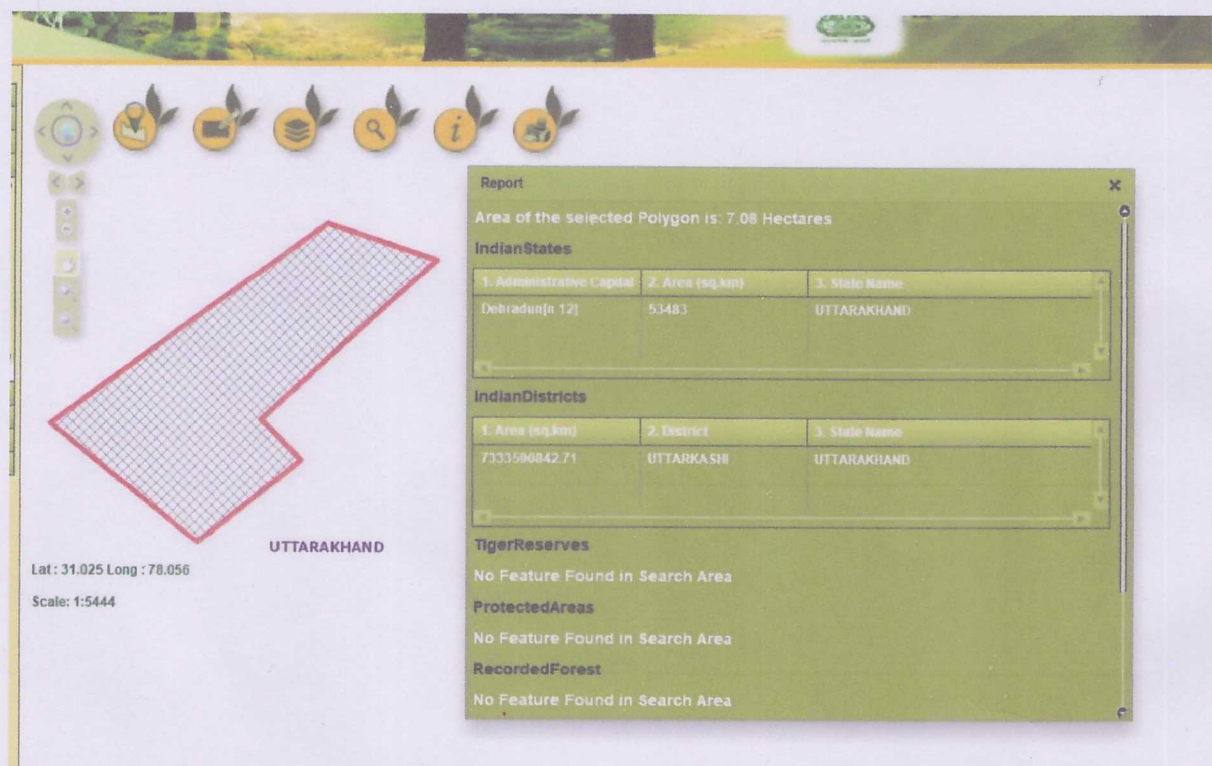 Report
Area of the selected Polygon is: 7.08 Hectares
IndianStates
1. Administrative Capital 2. Area (sq.km) 3. State Name
Dehradun[n 12] 53483 UTTARAKHAND
IndianDistricts
1. Area (sq.km) 2. District 3. State Name
7333590842.71 UTTARKASHI UTTARAKHAND
TigerReserves
No Feature Found in Search Area
ProtectedAreas
No Feature Found in Search Area
RecordedForest
No Feature Found in Search Area
UTTARAKHAND
Lat : 31.025 Long : 78.056
Scale: 1:5444